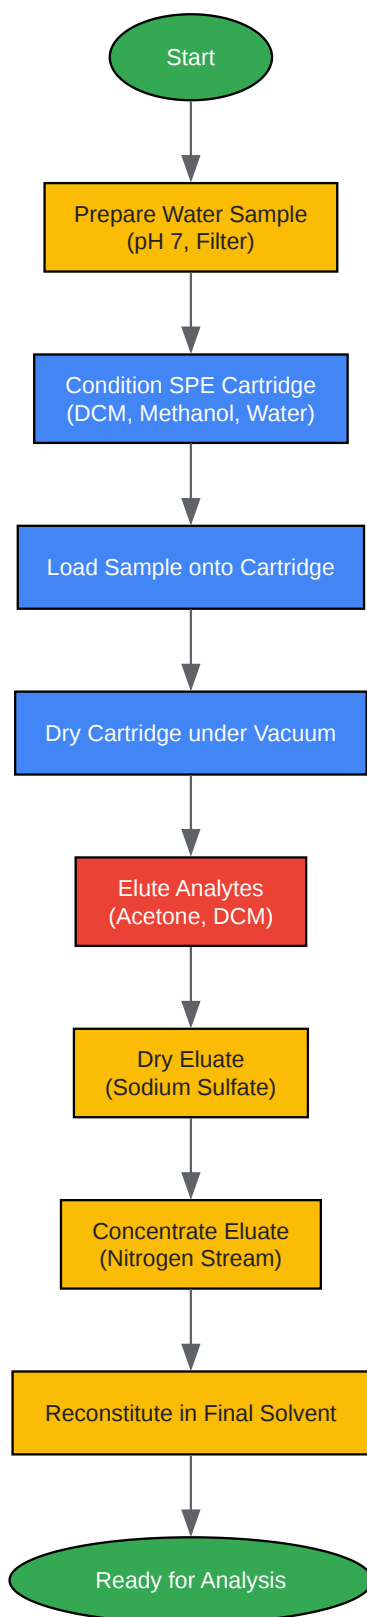 Start
Prepare Water Sample
(pH 7, Filter)
Condition SPE Cartridge
(DCM, Methanol, Water)
Load Sample onto Cartridge
Dry Cartridge under Vacuum
Elute Analytes
(Acetone, DCM)
Dry Eluate
(Sodium Sulfate)
Concentrate Eluate
(Nitrogen Stream)
Reconstitute in Final Solvent
Ready for Analysis